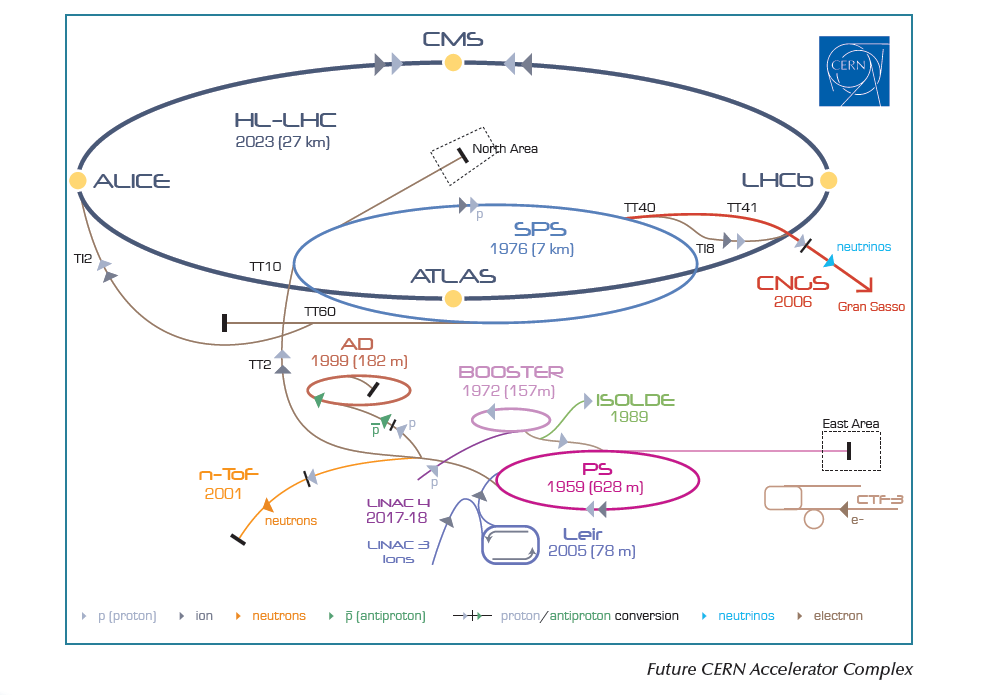 CMS
CERN
HL-LHC
2023 (27 km)
North Area
ALICE
LHCb
TT40
TT41
p
SPS
1976 (7 km)
TI8
neutrinos
TI2
TT10
ATLAS
CNGS
2006
Gran Sasso
TT60
AD
1999 (182 m)
TT2
BOOSTER
1972 (157m)
ISOLDE
1989
p̅
p
East Area
n-ToF
2001
p
PS
1959 (628 m)
neutrons
LINAC 4
2017-18
CTF-3
e-
LINAC 3
Ions
Leir
2005 (78 m)
p (proton)
ion
neutrons
p̅ (antiproton)
proton/antiproton conversion
neutrinos
electron
Future CERN Accelerator Complex